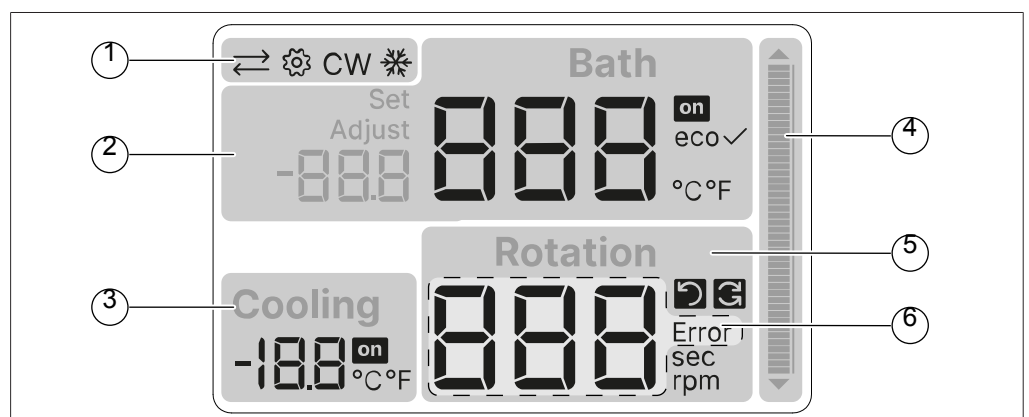 1
CW
Bath
Set
Adjust
-88.8
888
on
eco✓
°C°F
2
4
Rotation
5
3
Cooling
-18.8
on
°C°F
888
Error
sec
rpm
6